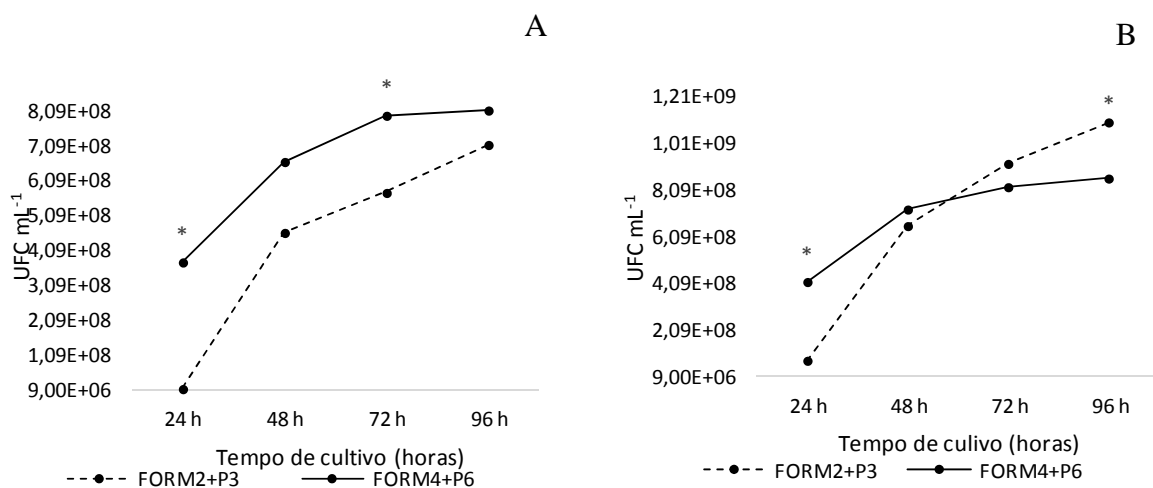 A
*
*
8,09E+08
7,09E+08
6,09E+08
5,09E+08
4,09E+08
3,09E+08
2,09E+08
1,09E+08
9,00E+06
UFC mL-1
24 h 48 h 72 h 96 h
Tempo de cultivo (horas)
FORM2+P3 FORM4+P6
B
*
*
1,21E+09
1,01E+09
8,09E+08
6,09E+08
4,09E+08
2,09E+08
9,00E+06
UFC mL-1
24 h 48 h 72 h 96 h
Tempo de culivo (horas)
FORM2+P3 FORM4+P6